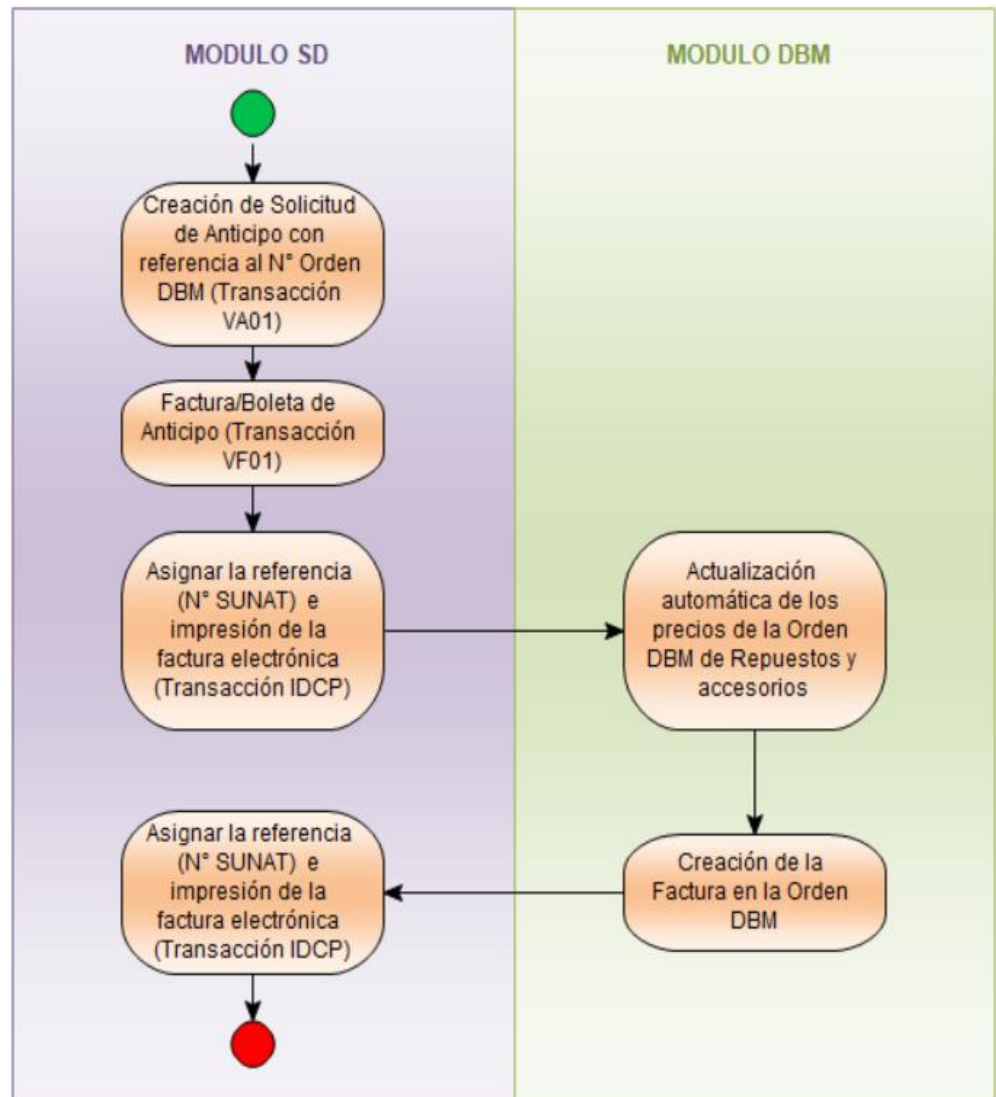 MODULO SD
MODULO DBM
Creación de Solicitud
de Anticipo con
referencia al N° Orden
DBM (Transacción
VA01)
Factura/Boleta de
Anticipo (Transacción
VF01)
Asignar la referencia
(N° SUNAT) e
impresión de la
factura electrónica
(Transacción IDCP)
Actualización
automática de los
precios de la Orden
DBM de Repuestos y
accesorios
Creación de la
Factura en la Orden
DBM
Asignar la referencia
(N° SUNAT) e
impresión de la
factura electrónica
(Transacción IDCP)